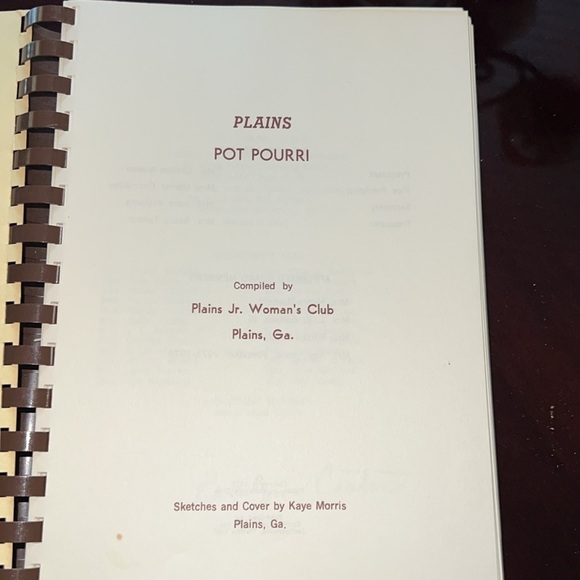 PLAINS
POT POURRI
Compiled by
Plains Jr. Woman's Club
Plains, Ga.
Sketches and Cover by Kaye Morris
Plains, Ga.